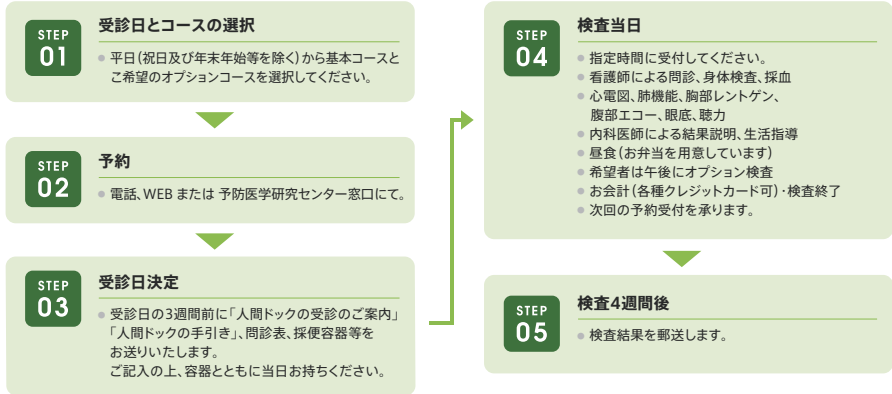 STEP
01
受診日とコースの選択
● 平日(祝日及び年末年始等を除く)から基本コースと
ご希望のオプションコースを選択してください。
STEP
02
予約
● 電話、WEB または 予防医学研究センター窓口にて。
STEP
03
受診日決定
● 受診日の3週間前に「人間ドックの受診のご案内」
「人間ドックの手引き」、問診表、採便容器等を
お送りいたします。
ご記入の上、容器とともに当日お持ちください。
STEP
04
検査当日
● 指定時間に受付してください。
● 看護師による問診、身体検査、採血
● 心電図、肺機能、胸部レントゲン、
腹部エコー、眼底、聴力
● 内科医師による結果説明、生活指導
● 昼食(お弁当を用意しています)
● 希望者は午後にオプション検査
● お会計(各種クレジットカード可)・検査終了
● 次回の予約受付を承ります。
STEP
05
検査4週間後
● 検査結果を郵送します。